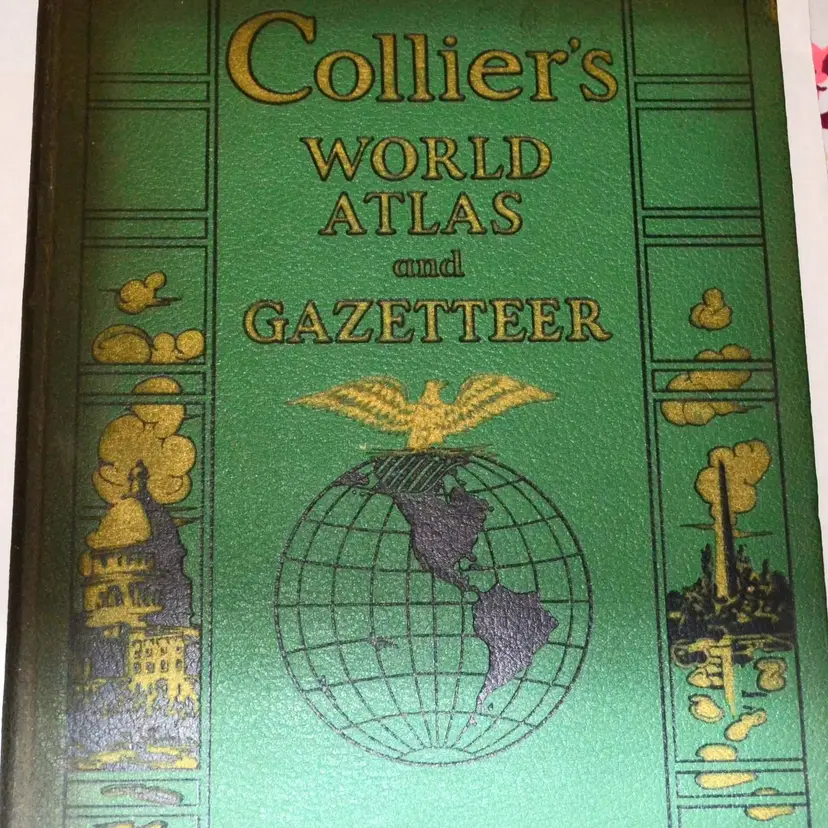 Collier's
WORLD
ATLAS
and
GAZETTEER